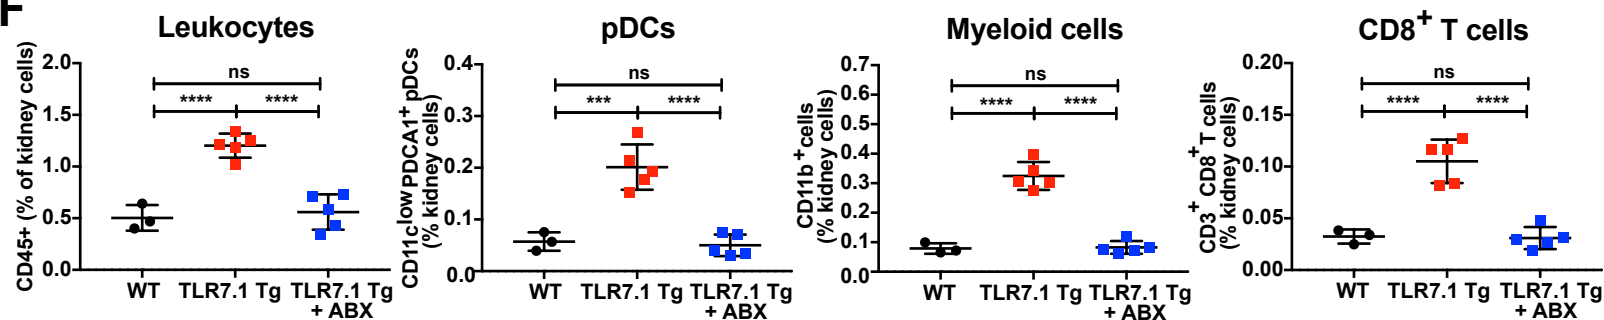 F
Leukocytes
CD45+ (% of kidney cells)
2.0
1.5
1.0
0.5
0.0
ns
**** ****
WT TLR7.1 Tg TLR7.1 Tg
+ ABX
pDCs
CD11c^low PDCA1^+ pDCs
(% kidney cells)
0.4
0.3
0.2
0.1
0.0
ns
*** ****
WT TLR7.1 Tg TLR7.1 Tg
+ ABX
Myeloid cells
CD11b^+ cells
(% kidney cells)
0.7
0.6
0.5
0.4
0.3
0.2
0.1
0.0
ns
**** ****
WT TLR7.1 Tg TLR7.1 Tg
+ ABX
CD8^+ T cells
CD3^+ CD8^+ T cells
(% kidney cells)
0.20
0.15
0.10
0.05
0.00
ns
**** ****
WT TLR7.1 Tg TLR7.1 Tg
+ ABX